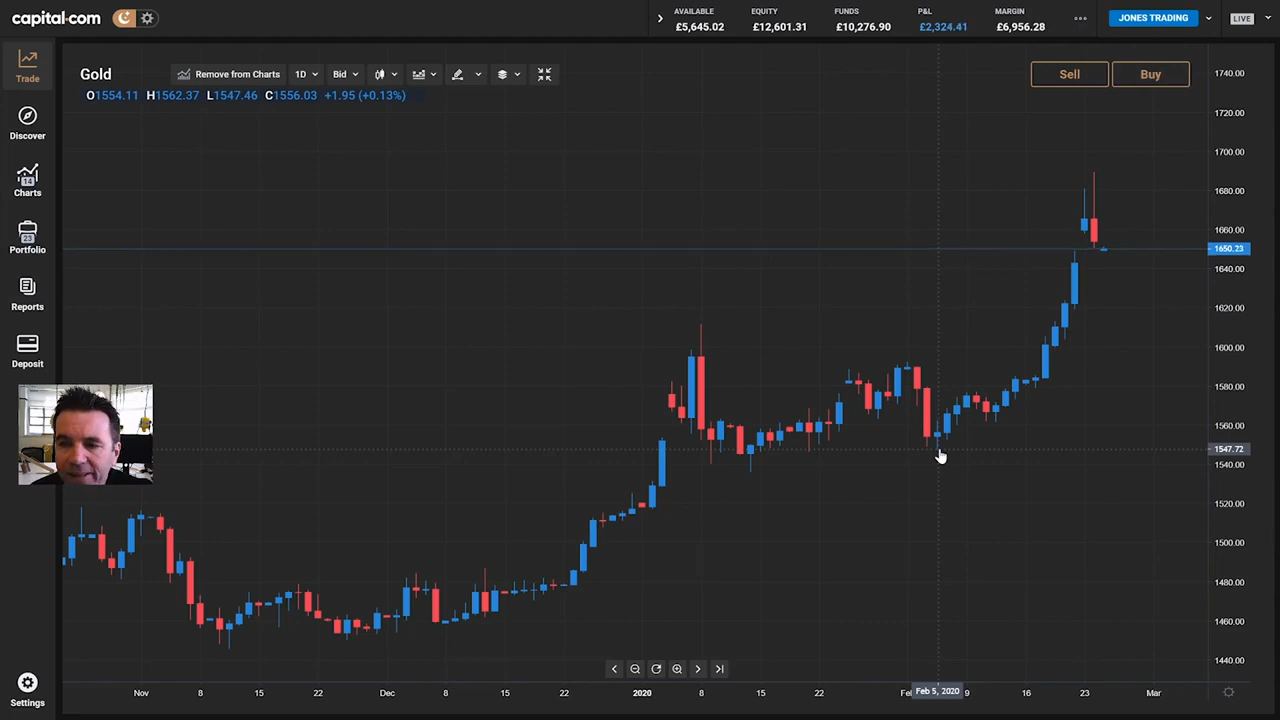 capital.com
AVAILABLE EQUITY FUNDS P&L MARGIN
£5,645.02 £12,601.31 £10,276.90 £2,324.41 £6,956.28
JONES TRADING
LIVE
Trade
Discover
14
Charts
23
Portfolio
Reports
Deposit
Settings
Gold
Remove from Charts 1D Bid
O1554.11 H1562.37 L1547.46 C1556.03 +1.95 (+0.13%)
Sell Buy
1740.00
1720.00
1700.00
1680.00
1660.00
1650.23
1640.00
1620.00
1600.00
1580.00
1560.00
1547.72
1540.00
1520.00
1500.00
1480.00
1460.00
1440.00
Nov 8 15 22 Dec 8 15 22 2020 8 15 22 Feb 5, 2020 9 16 23 Mar